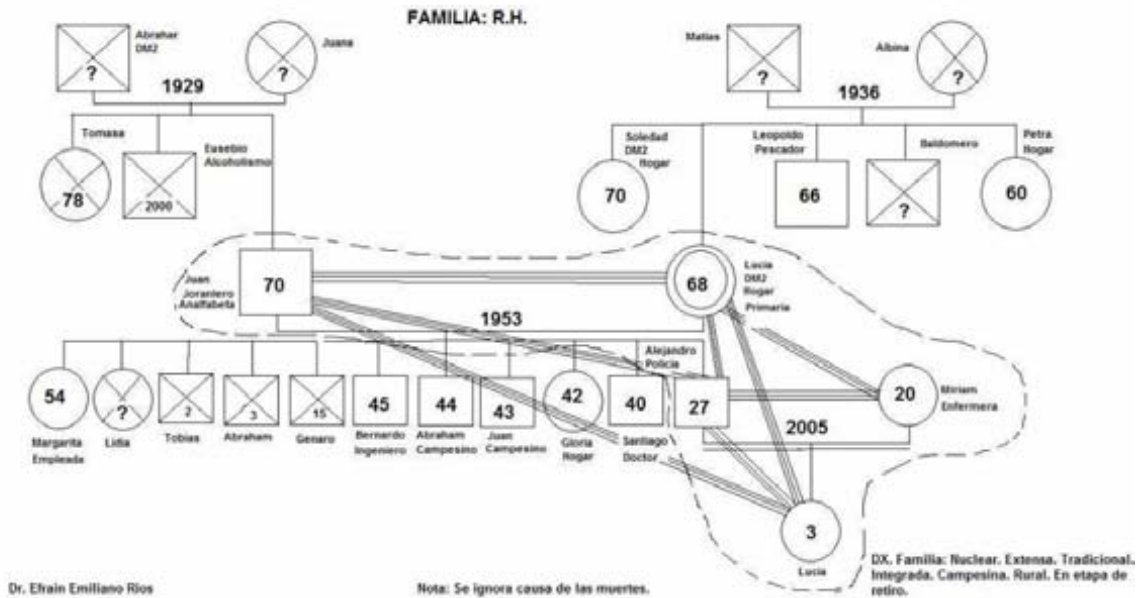 FAMILIA: R.H.
Abrahar
DM2
?
Juana
?
Matias
?
Albina
?
1929
1936
Tomasa
78
Eusebio
Alcoholismo
2000
Soledad
DM2
Hogar
70
Leopoldo
Pescador
66
Baldomero
?
Petra
Hogar
60
Juan
Joraniero
Analfabeta
70
68
Lucia
DM2
Hogar
Primaria
1953
54
Margarita
Empleada
?
Lidia
2
Tobias
3
Abraham
15
Genaro
45
Bernardo
Ingeniero
44
Abraham
Campesino
43
Juan
Campesino
42
Gloria
Hogar
40
Santiago
Doctor
Alejandro
Policia
27
20
Miriam
Enfermera
2005
3
Lucia
Dr. Efrain Emiliano Rios
Nota: Se ignora causa de las muertes.
DX. Familia: Nuclear. Extensa. Tradicional.
Integrada. Campesina. Rural. En etapa de
retiro.